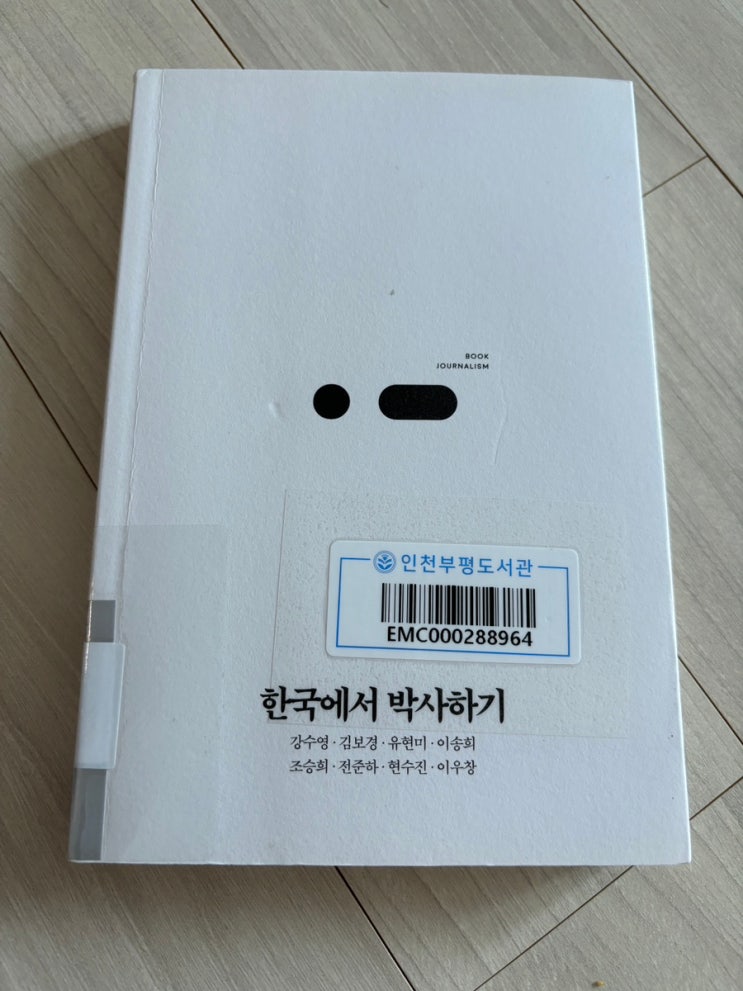 BOOK
JOURNALISM
인천부평도서관
EMC000288964
한국에서 박사하기
강수영·김보경·유현미·이송희
조승희·전준하·현수진·이우창